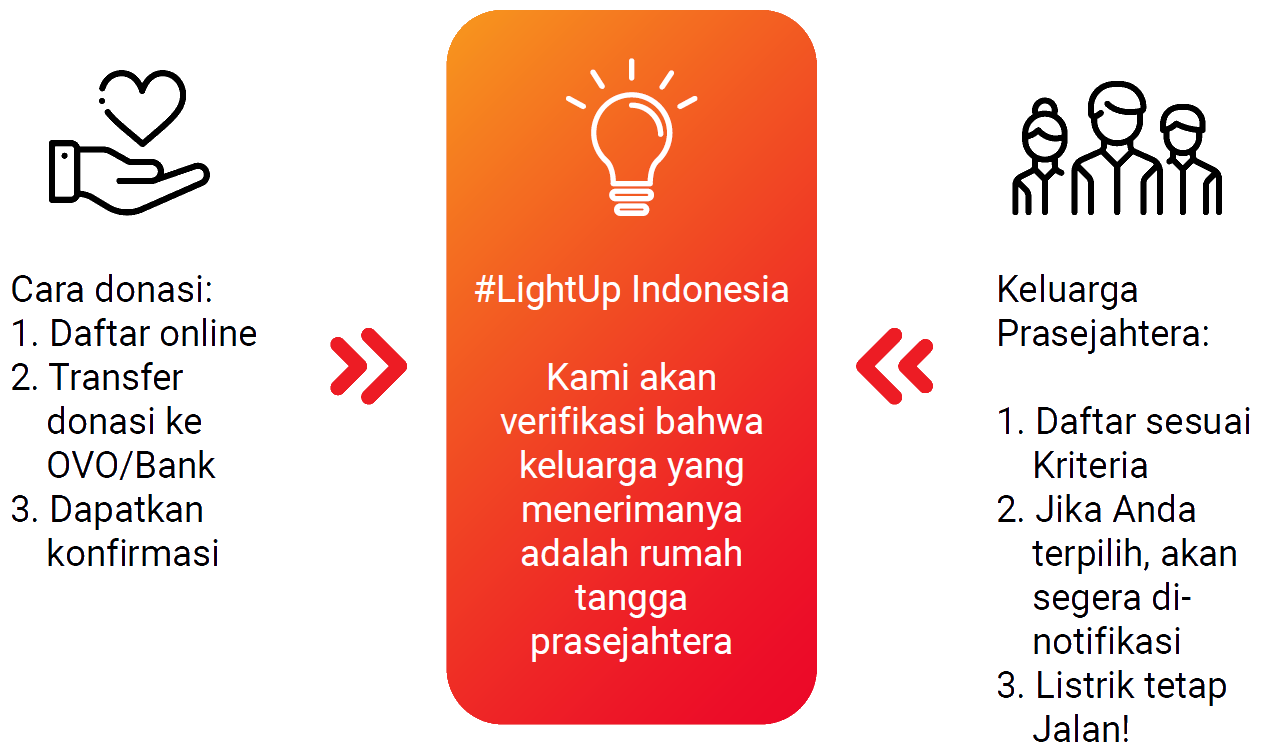 Cara donasi:
1. Daftar online
2. Transfer
donasi ke
OVO/Bank
3. Dapatkan
konfirmasi
#LightUp Indonesia
Kami akan
verifikasi bahwa
keluarga yang
menerimanya
adalah rumah
tangga
prasejahtera
Keluarga
Prasejahtera:
1. Daftar sesuai
Kriteria
2. Jika Anda
terpilih, akan
segera di-
notifikasi
3. Listrik tetap
Jalan!